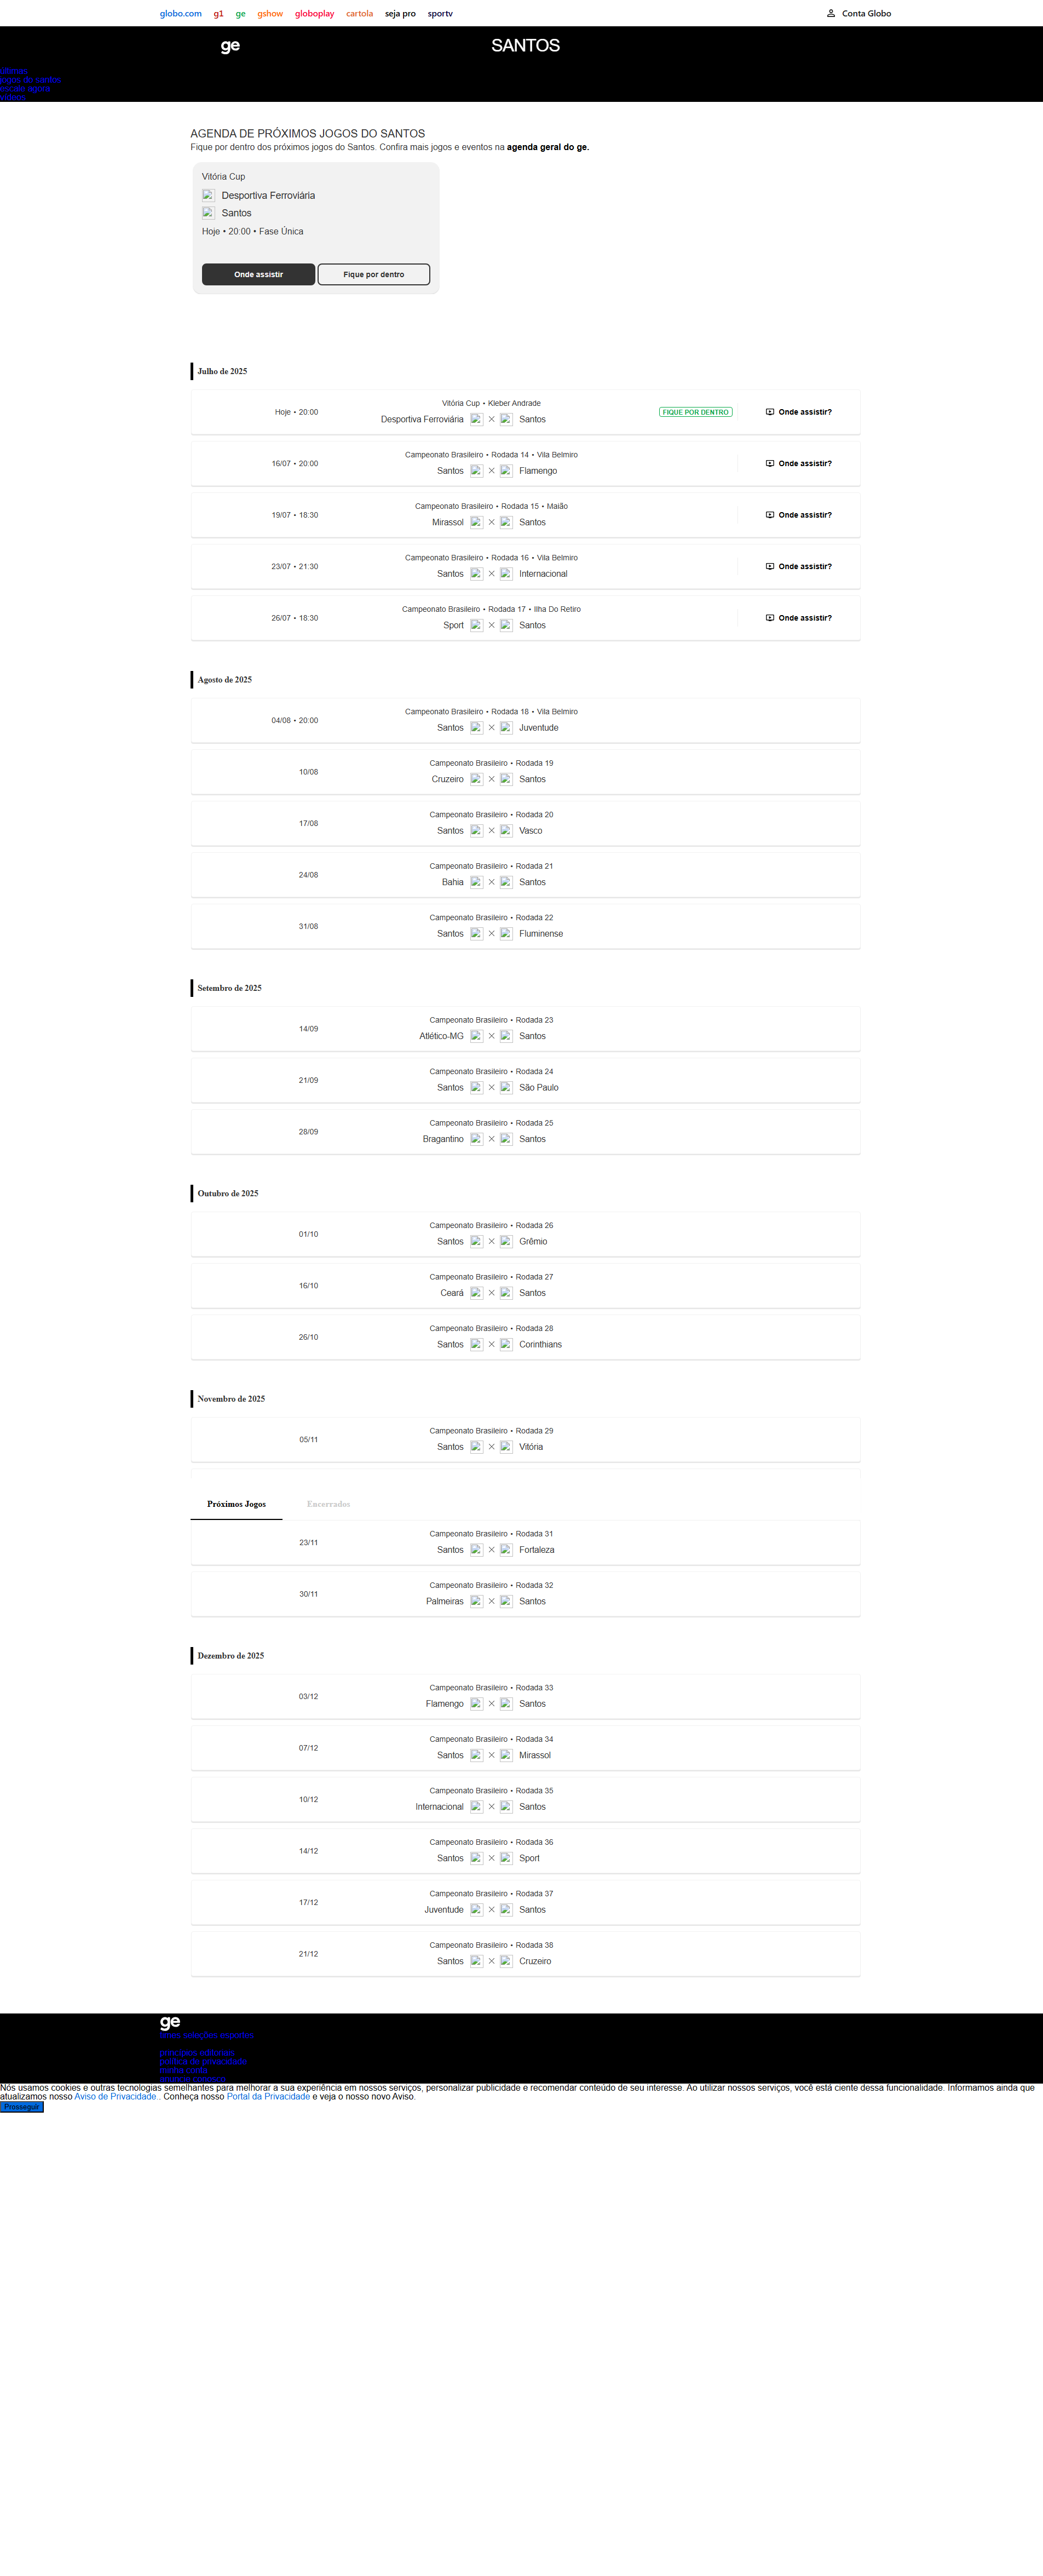 globo.com g1 ge gshow globoplay cartola seja pro sportv Conta Globo
ge SANTOS
últimas
jogos do santos
escale agora
vídeos
AGENDA DE PRÓXIMOS JOGOS DO SANTOS
Fique por dentro dos próximos jogos do Santos. Confira mais jogos e eventos na agenda geral do ge.
Vitória Cup
Desportiva Ferroviária
Santos
Hoje • 20:00 • Fase Única
Onde assistir Fique por dentro
Julho de 2025
Vitória Cup • Kleber Andrade
Hoje • 20:00 Desportiva Ferroviária Santos FIQUE POR DENTRO Onde assistir?
Campeonato Brasileiro • Rodada 14 • Vila Belmiro
16/07 • 20:00 Santos Flamengo Onde assistir?
Campeonato Brasileiro • Rodada 15 • Maião
19/07 • 18:30 Mirassol Santos Onde assistir?
Campeonato Brasileiro • Rodada 16 • Vila Belmiro
23/07 • 21:30 Santos Internacional Onde assistir?
Campeonato Brasileiro • Rodada 17 • Ilha Do Retiro
26/07 • 18:30 Sport Santos Onde assistir?
Agosto de 2025
Campeonato Brasileiro • Rodada 18 • Vila Belmiro
04/08 • 20:00 Santos Juventude
Campeonato Brasileiro • Rodada 19
10/08 Cruzeiro Santos
Campeonato Brasileiro • Rodada 20
17/08 Santos Vasco
Campeonato Brasileiro • Rodada 21
24/08 Bahia Santos
Campeonato Brasileiro • Rodada 22
31/08 Santos Fluminense
Setembro de 2025
Campeonato Brasileiro • Rodada 23
14/09 Atlético-MG Santos
Campeonato Brasileiro • Rodada 24
21/09 Santos São Paulo
Campeonato Brasileiro • Rodada 25
28/09 Bragantino Santos
Outubro de 2025
Campeonato Brasileiro • Rodada 26
01/10 Santos Grêmio
Campeonato Brasileiro • Rodada 27
16/10 Ceará Santos
Campeonato Brasileiro • Rodada 28
26/10 Santos Corinthians
Novembro de 2025
Campeonato Brasileiro • Rodada 29
05/11 Santos Vitória
Próximos Jogos Encerrados
Campeonato Brasileiro • Rodada 31
23/11 Santos Fortaleza
Campeonato Brasileiro • Rodada 32
30/11 Palmeiras Santos
Dezembro de 2025
Campeonato Brasileiro • Rodada 33
03/12 Flamengo Santos
Campeonato Brasileiro • Rodada 34
07/12 Santos Mirassol
Campeonato Brasileiro • Rodada 35
10/12 Internacional Santos
Campeonato Brasileiro • Rodada 36
14/12 Santos Sport
Campeonato Brasileiro • Rodada 37
17/12 Juventude Santos
Campeonato Brasileiro • Rodada 38
21/12 Santos Cruzeiro
ge
times seleções esportes
princípios editoriais
política de privacidade
minha conta
anuncie conosco
Nós usamos cookies e outras tecnologias semelhantes para melhorar a sua experiência em nossos serviços, personalizar publicidade e recomendar conteúdo de seu interesse. Ao utilizar nossos serviços, você está ciente dessa funcionalidade. Informamos ainda que
atualizamos nosso Aviso de Privacidade . Conheça nosso Portal da Privacidade e veja o nosso novo Aviso.
Prosseguir